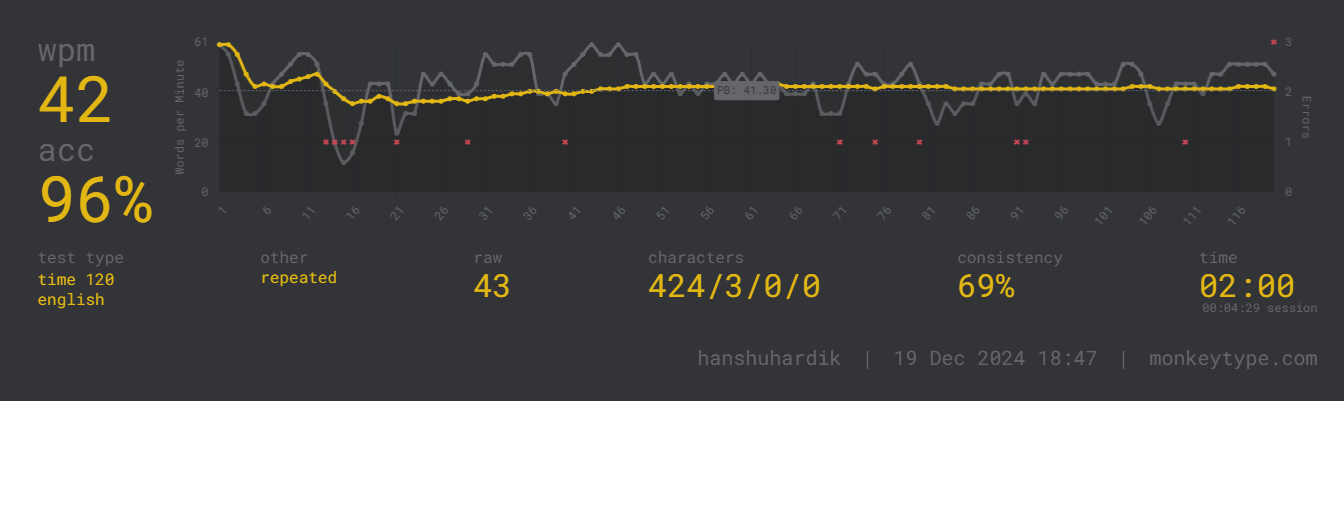 wpm
42
acc
96%
Words per Minute
61
40
20
0
PB: 41.30
3
2
1
0
Errors
1 6 11 16 21 26 31 36 41 46 51 56 61 66 71 76 81 86 91 96 101 106 111 116
test type
time 120
english
other
repeated
raw
43
characters
424/3/0/0
consistency
69%
time
02:00
00:04:29 session
hanshuhardik | 19 Dec 2024 18:47 | monkeytype.com